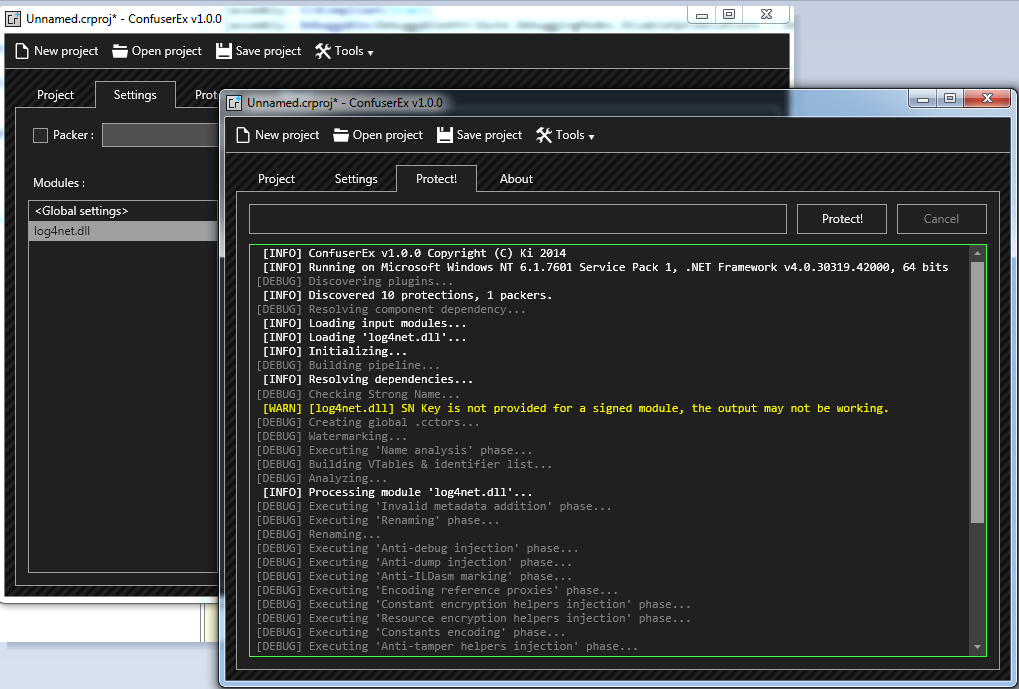 Unnamed.crproj* - ConfuserEx v1.0.0
New project Open project Save project Tools
Project Settings Prot
Packer :
Modules :
<Global settings>
log4net.dll
Unnamed.crproj* - ConfuserEx v1.0.0
New project Open project Save project Tools
Project Settings Protect! About
Protect! Cancel
[INFO] ConfuserEx v1.0.0 Copyright (C) Ki 2014
[INFO] Running on Microsoft Windows NT 6.1.7601 Service Pack 1, .NET Framework v4.0.30319.42000, 64 bits
[DEBUG] Discovering plugins...
[INFO] Discovered 10 protections, 1 packers.
[DEBUG] Resolving component dependency...
[INFO] Loading input modules...
[INFO] Loading 'log4net.dll'...
[INFO] Initializing...
[DEBUG] Building pipeline...
[INFO] Resolving dependencies...
[DEBUG] Checking Strong Name...
[WARN] [log4net.dll] SN Key is not provided for a signed module, the output may not be working.
[DEBUG] Creating global .cctors...
[DEBUG] Watermarking...
[DEBUG] Executing 'Name analysis' phase...
[DEBUG] Building VTables & identifier list...
[DEBUG] Analyzing...
[INFO] Processing module 'log4net.dll'...
[DEBUG] Executing 'Invalid metadata addition' phase...
[DEBUG] Executing 'Renaming' phase...
[DEBUG] Renaming...
[DEBUG] Executing 'Anti-debug injection' phase...
[DEBUG] Executing 'Anti-dump injection' phase...
[DEBUG] Executing 'Anti-ILDasm marking' phase...
[DEBUG] Executing 'Encoding reference proxies' phase...
[DEBUG] Executing 'Constant encryption helpers injection' phase...
[DEBUG] Executing 'Resource encryption helpers injection' phase...
[DEBUG] Executing 'Constants encoding' phase...
[DEBUG] Executing 'Anti-tamper helpers injection' phase...